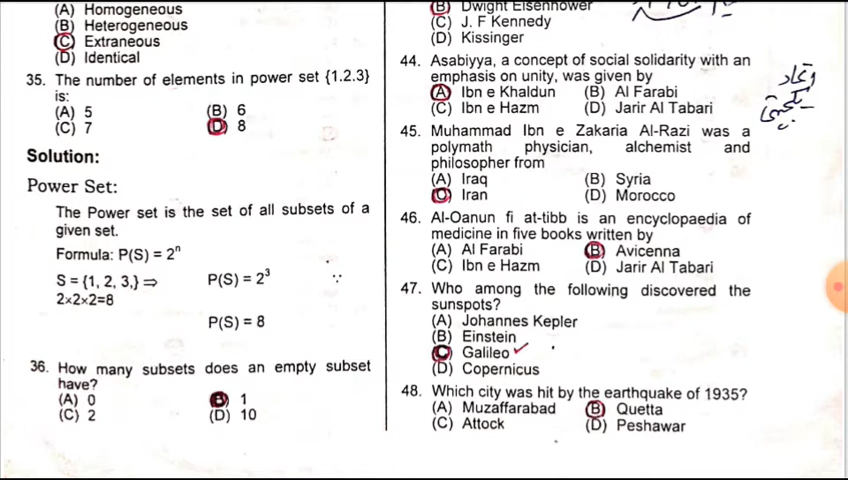 (A) Homogeneous
(B) Heterogeneous
(C) Extraneous
(D) Identical
35. The number of elements in power set {1.2.3}
is:
(A) 5 (B) 6
(C) 7 (D) 8
Solution:
Power Set:
The Power set is the set of all subsets of a
given set.
Formula: P(S) = 2ⁿ
S = {1, 2, 3,} ⇒ P(S) = 2³ ∵
2×2×2=8
P(S) = 8
36. How many subsets does an empty subset
have?
(A) 0 (B) 1
(C) 2 (D) 10
(B) Dwight Eisenhower
(C) J. F Kennedy
(D) Kissinger
44. Asabiyya, a concept of social solidarity with an
emphasis on unity, was given by
(A) Ibn e Khaldun (B) Al Farabi
(C) Ibn e Hazm (D) Jarir Al Tabari
45. Muhammad Ibn e Zakaria Al-Razi was a
polymath physician, alchemist and
philosopher from
(A) Iraq (B) Syria
(C) Iran (D) Morocco
46. Al-Oanun fi at-tibb is an encyclopaedia of
medicine in five books written by
(A) Al Farabi (B) Avicenna
(C) Ibn e Hazm (D) Jarir Al Tabari
47. Who among the following discovered the
sunspots?
(A) Johannes Kepler
(B) Einstein
(C) Galileo
(D) Copernicus
48. Which city was hit by the earthquake of 1935?
(A) Muzaffarabad (B) Quetta
(C) Attock (D) Peshawar